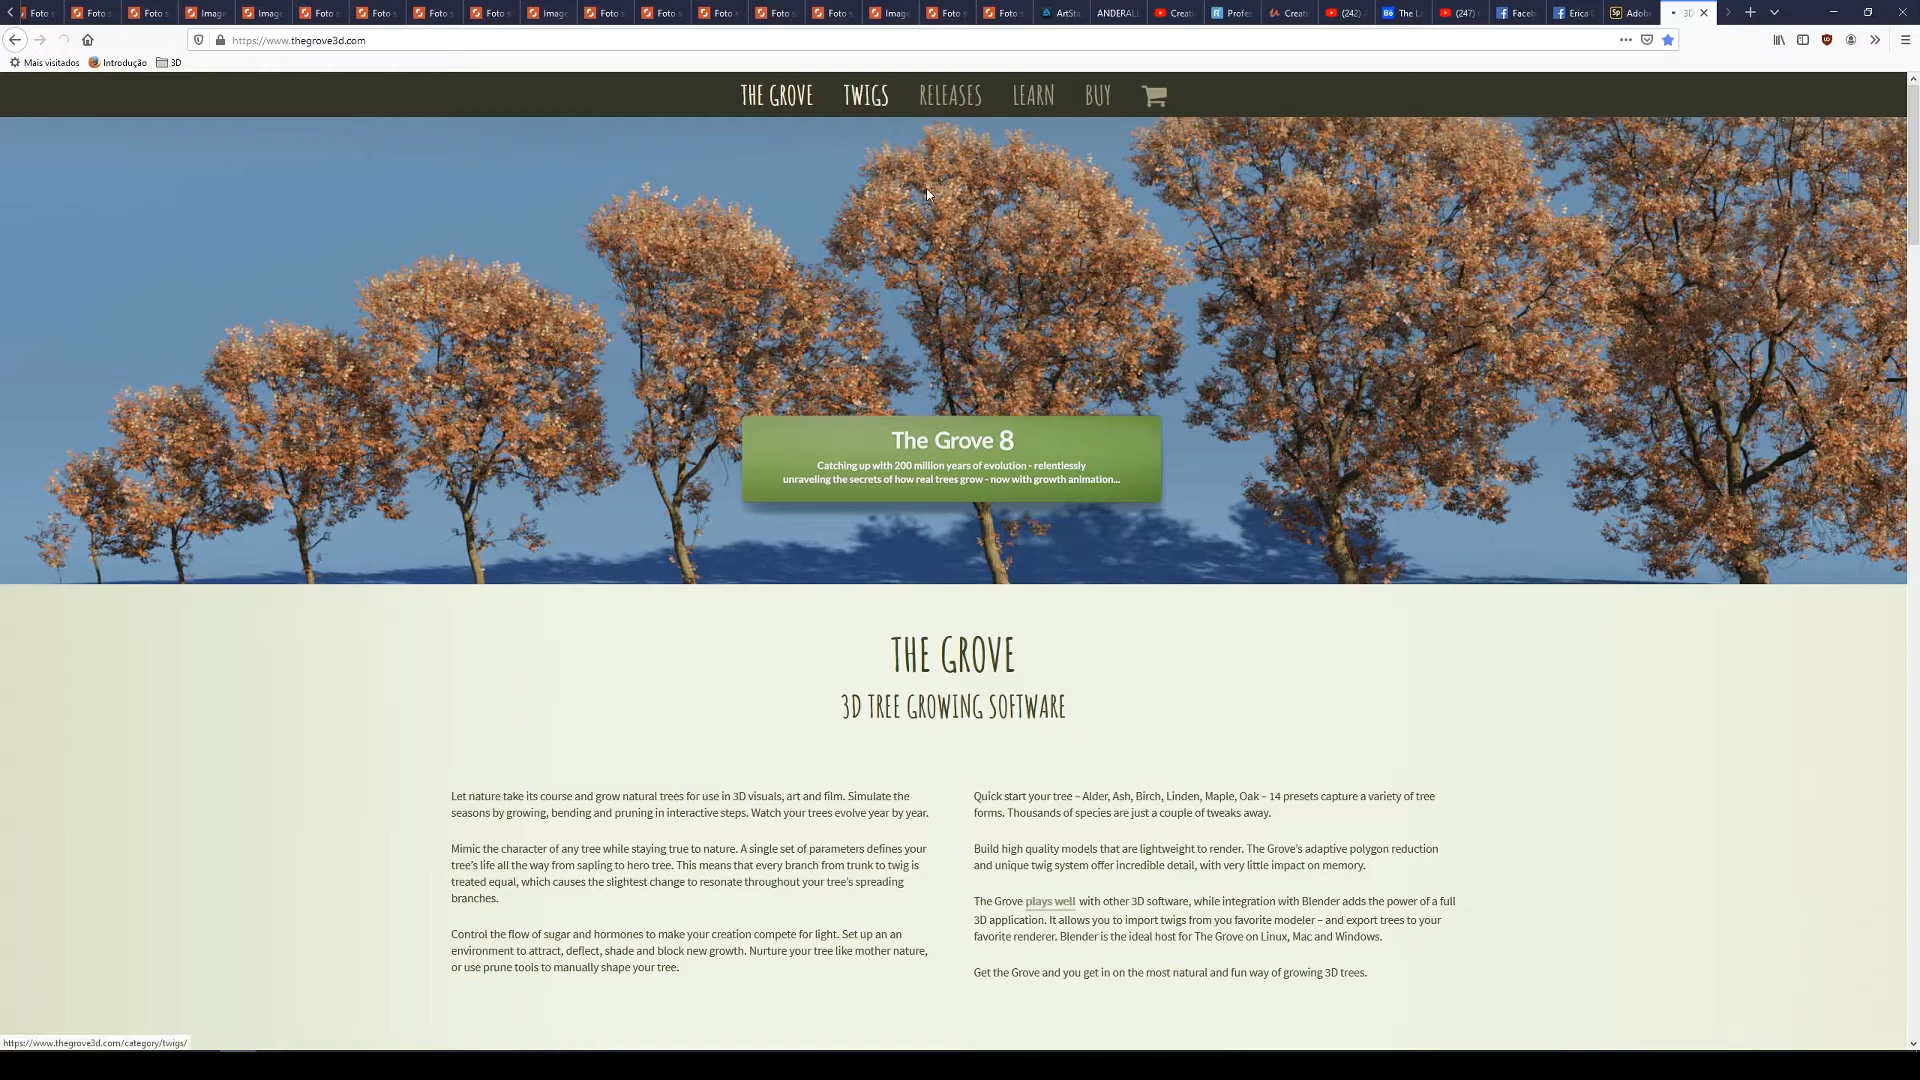 Foto s
Foto s
Foto s
Image
Image
Foto s
Foto s
Foto s
Foto s
Image
Foto s
Foto s
Foto s
Foto s
Foto s
Image
Foto s
Foto s
ArtSta
ANDERAL
Creati
Profes
Creati
(242)
The La
(247)
Faceb
Erica
Adobe
3D
https://www.thegrove3d.com
Mais visitados
Introdução
3D
THE GROVE
TWIGS
RELEASES
LEARN
BUY
The Grove 8
Catching up with 200 million years of evolution - relentlessly
unraveling the secrets of how real trees grow - now with growth animation...
THE GROVE
3D TREE GROWING SOFTWARE
Let nature take its course and grow natural trees for use in 3D visuals, art and film. Simulate the
seasons by growing, bending and pruning in interactive steps. Watch your trees evolve year by year.
Mimic the character of any tree while staying true to nature. A single set of parameters defines your
tree's life all the way from sapling to hero tree. This means that every branch from trunk to twig is
treated equal, which causes the slightest change to resonate throughout your tree's spreading
branches.
Control the flow of sugar and hormones to make your creation compete for light. Set up an an
environment to attract, deflect, shade and block new growth. Nurture your tree like mother nature,
or use prune tools to manually shape your tree.
Quick start your tree – Alder, Ash, Birch, Linden, Maple, Oak – 14 presets capture a variety of tree
forms. Thousands of species are just a couple of tweaks away.
Build high quality models that are lightweight to render. The Grove's adaptive polygon reduction
and unique twig system offer incredible detail, with very little impact on memory.
The Grove plays well with other 3D software, while integration with Blender adds the power of a full
3D application. It allows you to import twigs from you favorite modeler – and export trees to your
favorite renderer. Blender is the ideal host for The Grove on Linux, Mac and Windows.
Get the Grove and you get in on the most natural and fun way of growing 3D trees.
https://www.thegrove3d.com/category/twigs/